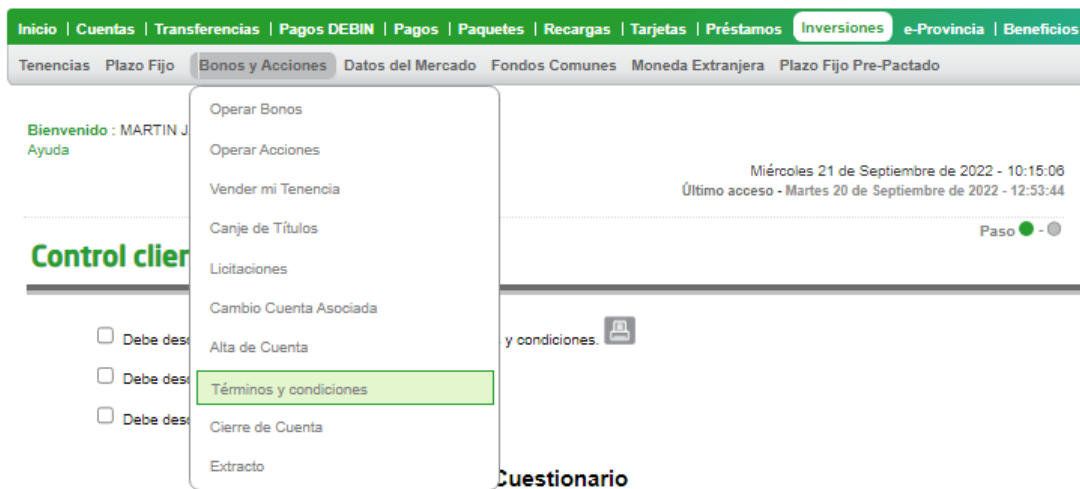 Inicio | Cuentas | Transferencias | Pagos DEBIN | Pagos | Paquetes | Recargas | Tarjetas | Préstamos Inversiones e-Provincia | Beneficios
Tenencias Plazo Fijo Bonos y Acciones Datos del Mercado Fondos Comunes Moneda Extranjera Plazo Fijo Pre-Pactado
Operar Bonos
Bienvenido : MARTIN J
Ayuda
Operar Acciones
Miércoles 21 de Septiembre de 2022 - 10:15:06
Vender mi Tenencia
Último acceso - Martes 20 de Septiembre de 2022 - 12:53:44
Canje de Títulos
Paso - 
Control clien
Licitaciones
Cambio Cuenta Asociada
Debe des
y condiciones.
Alta de Cuenta
Debe des
Términos y condiciones
Debe des
Cierre de Cuenta
Extracto
Cuestionario